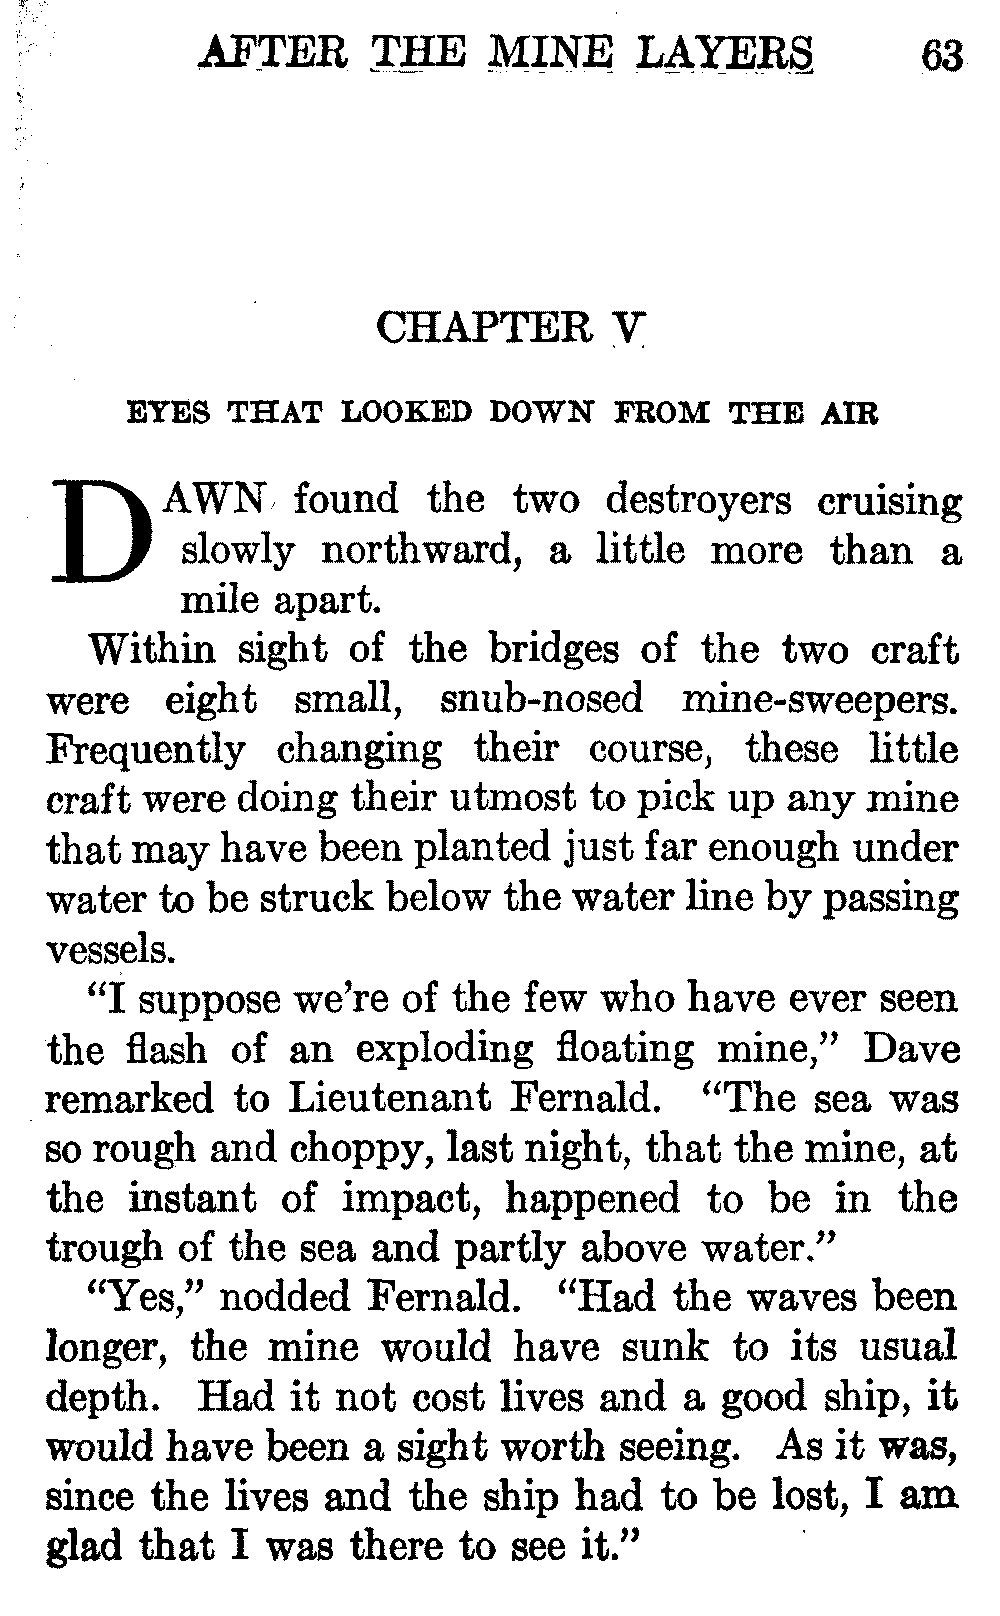 AFTER THE MINE LAYERS 63
CHAPTER V
EYES THAT LOOKED DOWN FROM THE AIR
DAWN found the two destroyers cruising
slowly northward, a little more than a
mile apart.
Within sight of the bridges of the two craft
were eight small, snub-nosed mine-sweepers.
Frequently changing their course, these little
craft were doing their utmost to pick up any mine
that may have been planted just far enough under
water to be struck below the water line by passing
vessels.
“I suppose we’re of the few who have ever seen
the flash of an exploding floating mine,” Dave
remarked to Lieutenant Fernald. “The sea was
so rough and choppy, last night, that the mine, at
the instant of impact, happened to be in the
trough of the sea and partly above water.”
“Yes,” nodded Fernald. “Had the waves been
longer, the mine would have sunk to its usual
depth. Had it not cost lives and a good ship, it
would have been a sight worth seeing. As it was,
since the lives and the ship had to be lost, I am
glad that I was there to see it.”